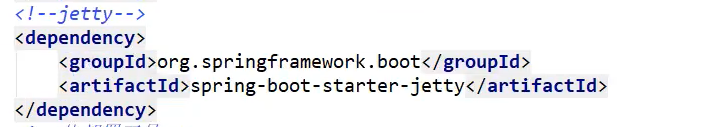 <!--jetty-->
<dependency>
<groupId>org.springframework.boot</groupId>
<artifactId>spring-boot-starter-jetty</artifactId>
</dependency>